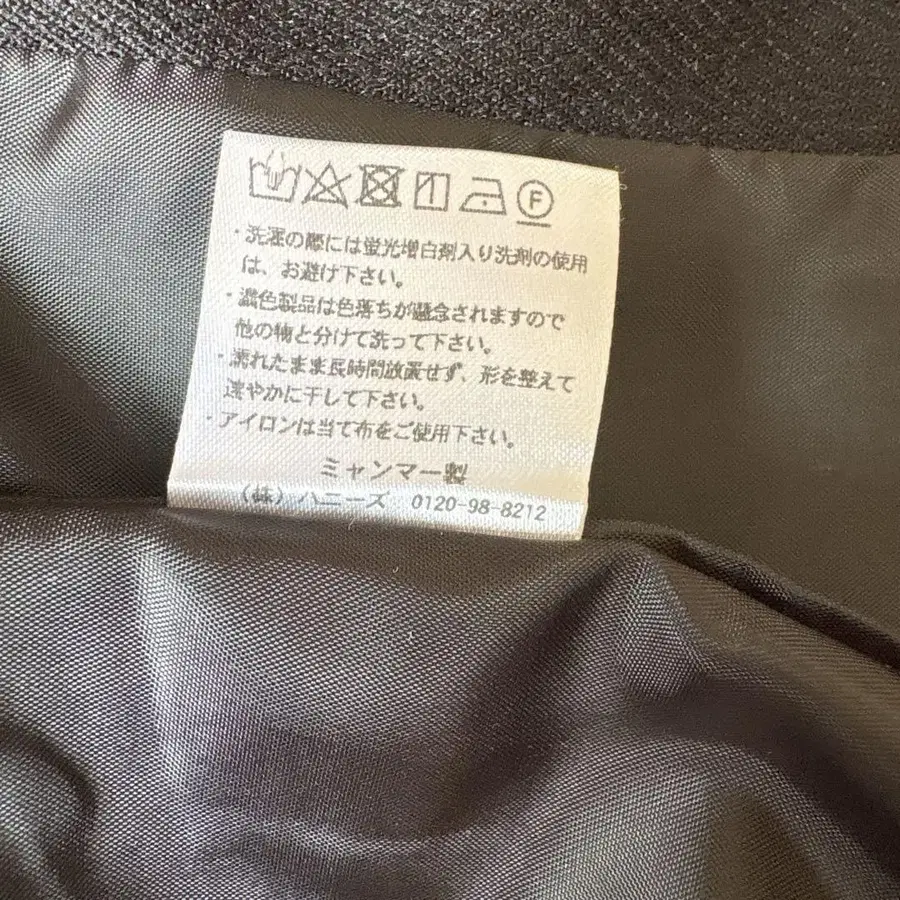 F
・洗濯の際には蛍光増白剤入り洗剤の使用
は、お避け下さい。
・濃色製品は色落ちが懸念されますので
他の物と分けて洗って下さい。
・濡れたまま長時間放置せず、形を整えて
速やかに干して下さい。
・アイロンは当て布をご使用下さい。
ミャンマー製
(株)ハニーズ 0120-98-8212